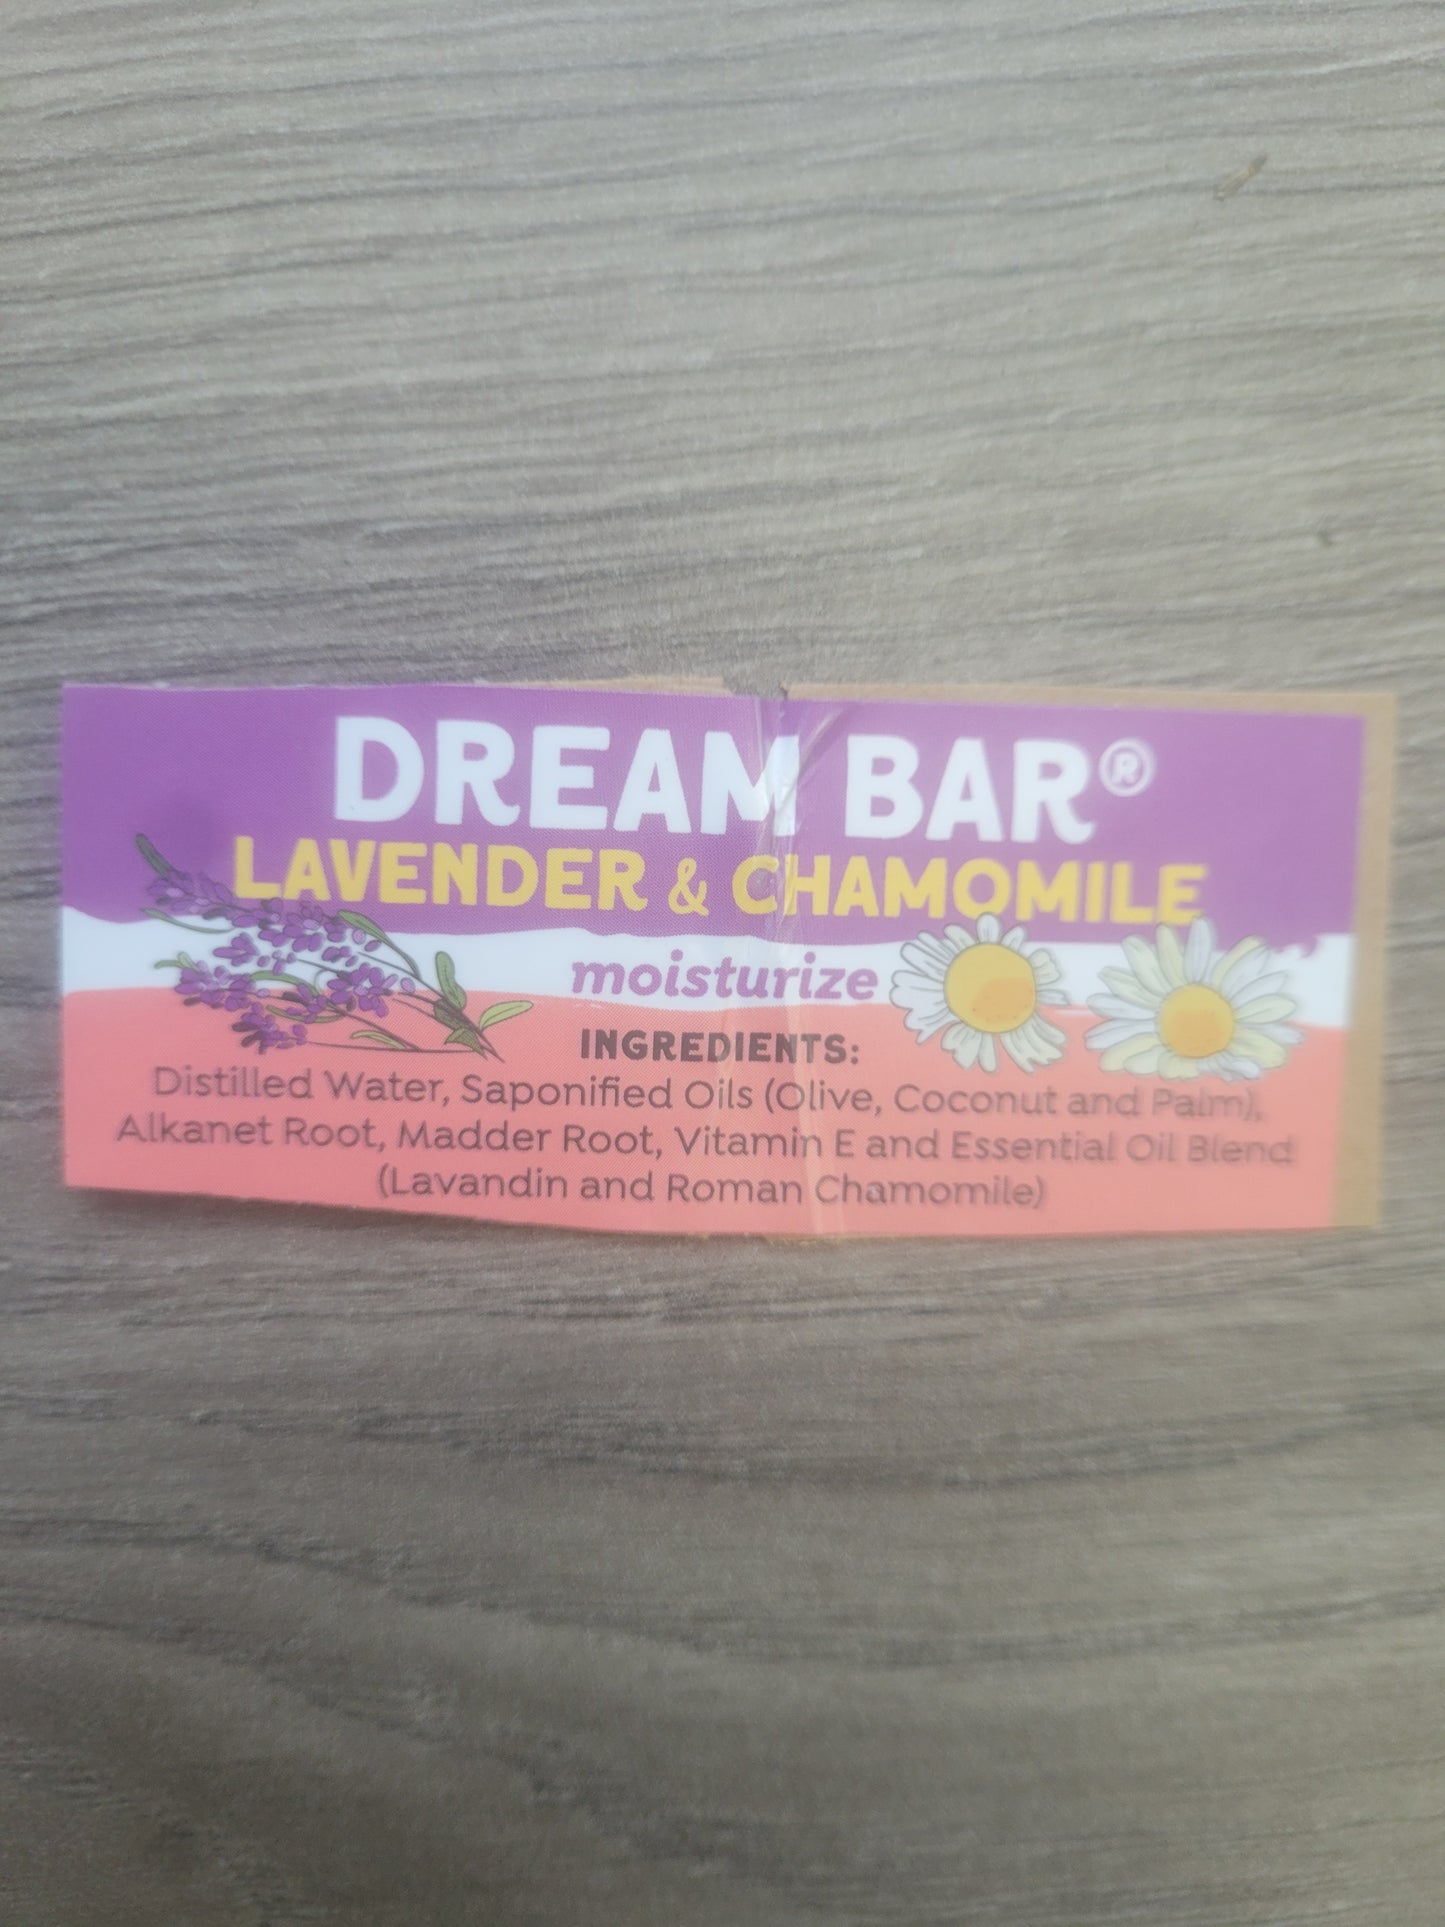 DREAM BAR®
LAVENDER & CHAMOMILE
moisturize
INGREDIENTS:
Distilled Water, Saponified Oils (Olive, Coconut and Palm),
Alkanet Root, Madder Root, Vitamin E and Essential Oil Blend
(Lavandin and Roman Chamomile)